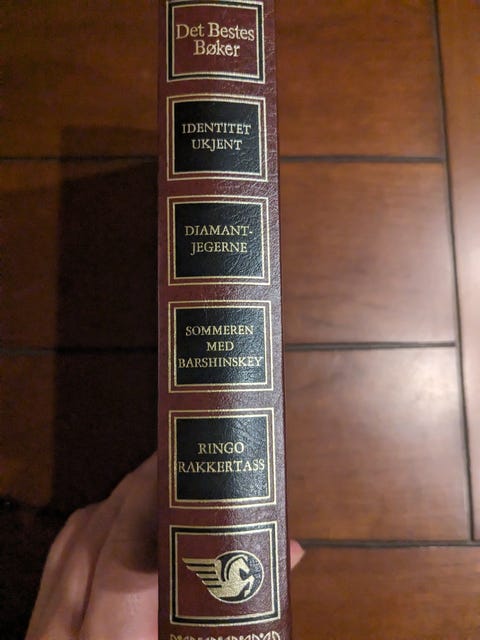 Det Bestes
Bøker
IDENTITET
UKJENT
DIAMANT-
JEGERNE
SOMMEREN
MED
BARSHINSKEY
RINGO
RAKKERTASS